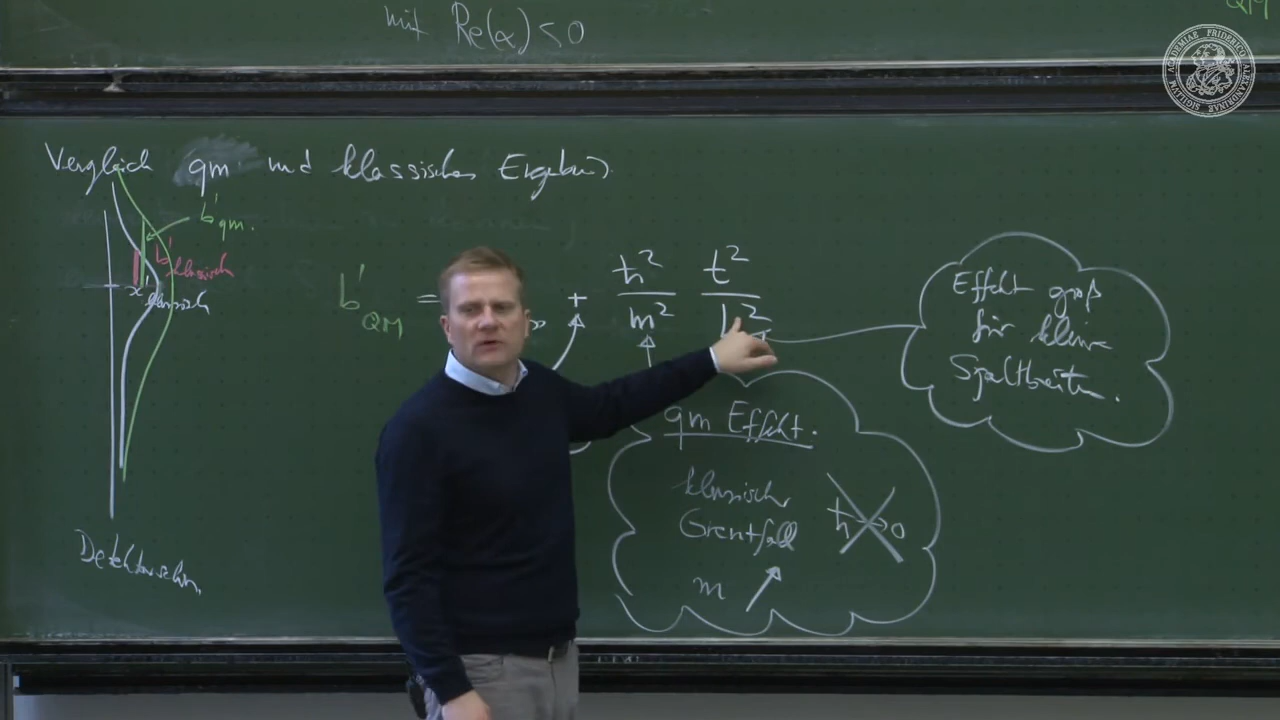 mit Re(α) < 0
QM
Vergleich qm und klassisches Ergebnis
b'qm.
b'klassisch
x'klassisch
Detektorschirm
b'QM = + ħ² / m² t² / b²
Effekt groß
für kleine
Spaltbreiten.
qm Effekt.
klassischer
Grenzfall ħ → 0
m ↗